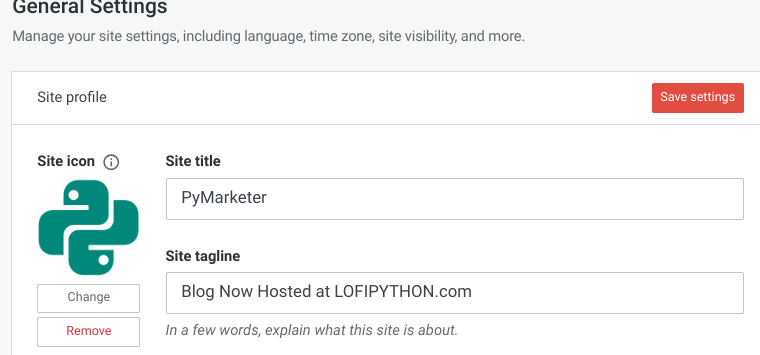 General Settings
Manage your site settings, including language, time zone, site visibility, and more.
Site profile
Save settings
Site icon
Site title
PyMarketer
Site tagline
Blog Now Hosted at LOFIPYTHON.com
Change
Remove
In a few words, explain what this site is about.